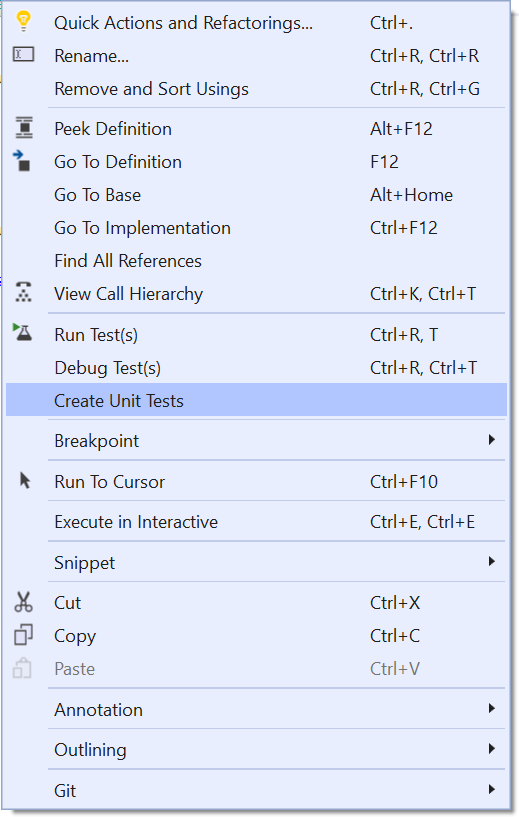 Quick Actions and Refactorings... Ctrl+.
Rename... Ctrl+R, Ctrl+R
Remove and Sort Usings Ctrl+R, Ctrl+G
Peek Definition Alt+F12
Go To Definition F12
Go To Base Alt+Home
Go To Implementation Ctrl+F12
Find All References
View Call Hierarchy Ctrl+K, Ctrl+T
Run Test(s) Ctrl+R, T
Debug Test(s) Ctrl+R, Ctrl+T
Create Unit Tests
Breakpoint
Run To Cursor Ctrl+F10
Execute in Interactive Ctrl+E, Ctrl+E
Snippet
Cut Ctrl+X
Copy Ctrl+C
Paste Ctrl+V
Annotation
Outlining
Git